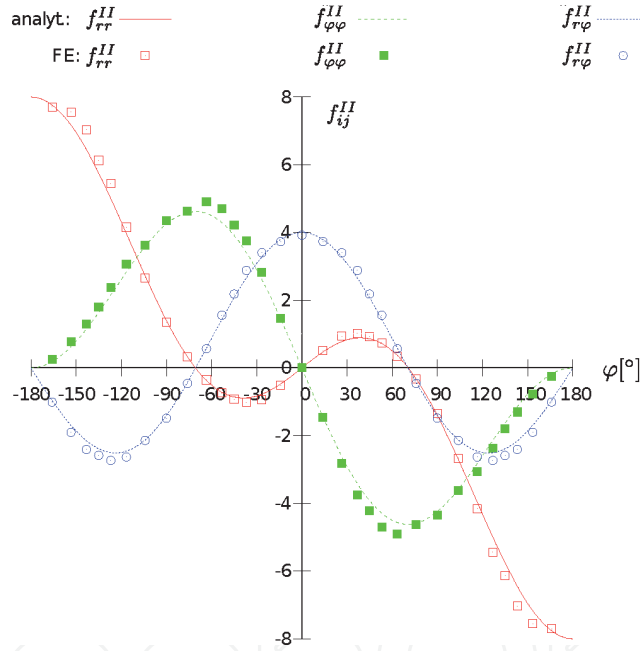 analyt.: f_{rr}^{II} f_{φφ}^{II} f_{rφ}^{II}
FE: f_{rr}^{II} f_{φφ}^{II} f_{rφ}^{II}
8
f_{ij}^{II}
6
4
2
0
φ[°]
-180 -150 -120 -90 -60 -30 0 30 60 90 120 150 180
-2
-4
-6
-8